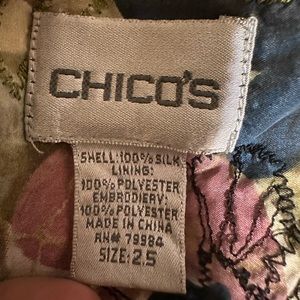 CHICO'S
SHELL: 100% SILK
LINING:
100% POLYESTER
EMBRODIERY:
100% POLYESTER
MADE IN CHINA
RN# 79984
SIZE: 2.5